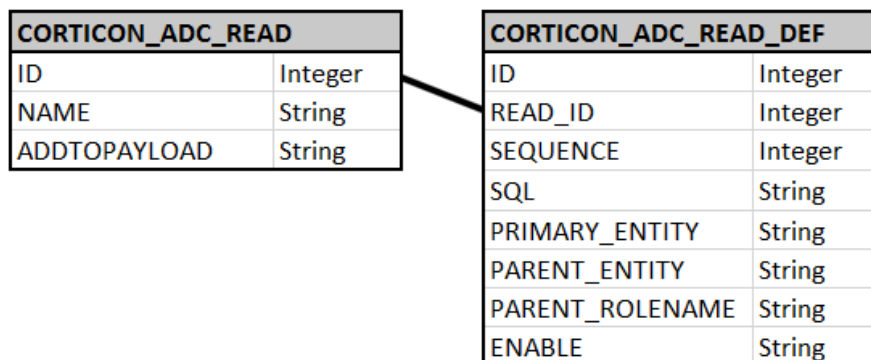 CORTICON_ADC_READ
ID Integer
NAME String
ADDTOPAYLOAD String
CORTICON_ADC_READ_DEF
ID Integer
READ_ID Integer
SEQUENCE Integer
SQL String
PRIMARY_ENTITY String
PARENT_ENTITY String
PARENT_ROLENAME String
ENABLE String